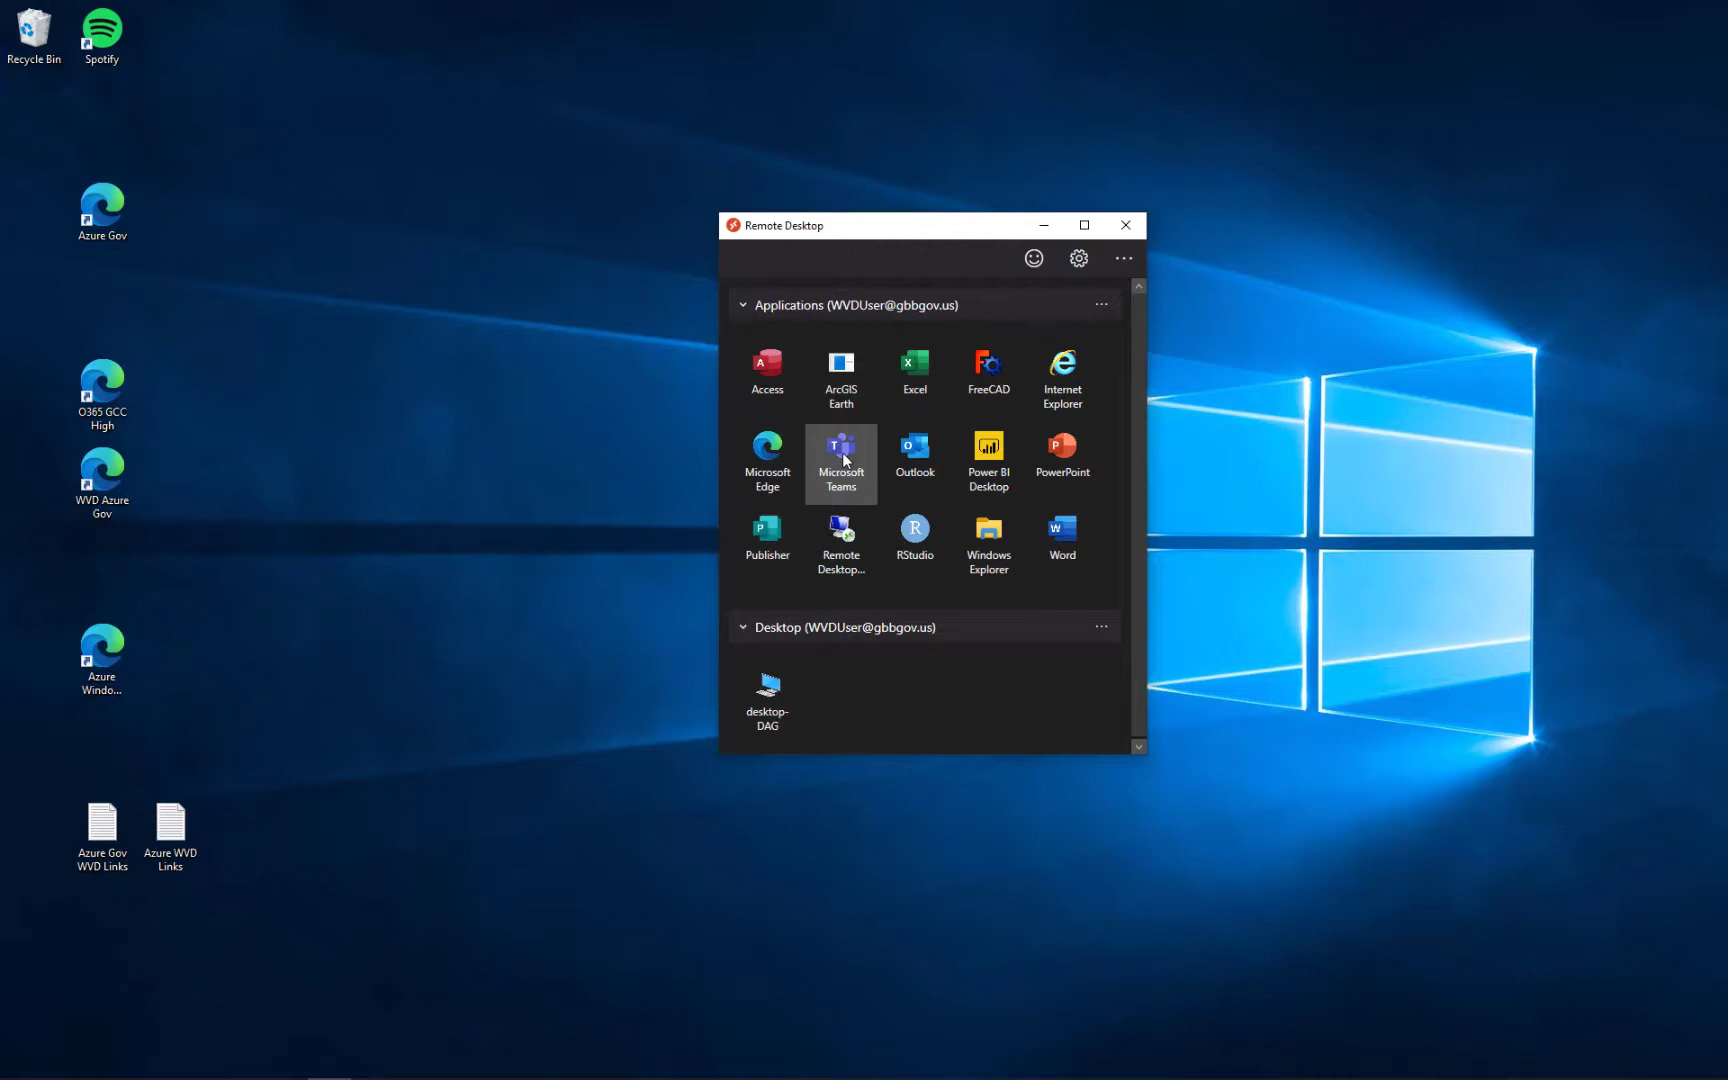 Recycle Bin
Spotify
Azure Gov
O365 GCC
High
WVD Azure
Gov
Azure
Windo...
Azure Gov
WVD Links
Azure WVD
Links
Remote Desktop
Applications (WVDUser@gbbgov.us)
Access
ArcGIS
Earth
Excel
FreeCAD
Internet
Explorer
Microsoft
Edge
Microsoft
Teams
Outlook
Power BI
Desktop
PowerPoint
Publisher
Remote
Desktop...
RStudio
Windows
Explorer
Word
Desktop (WVDUser@gbbgov.us)
desktop-
DAG